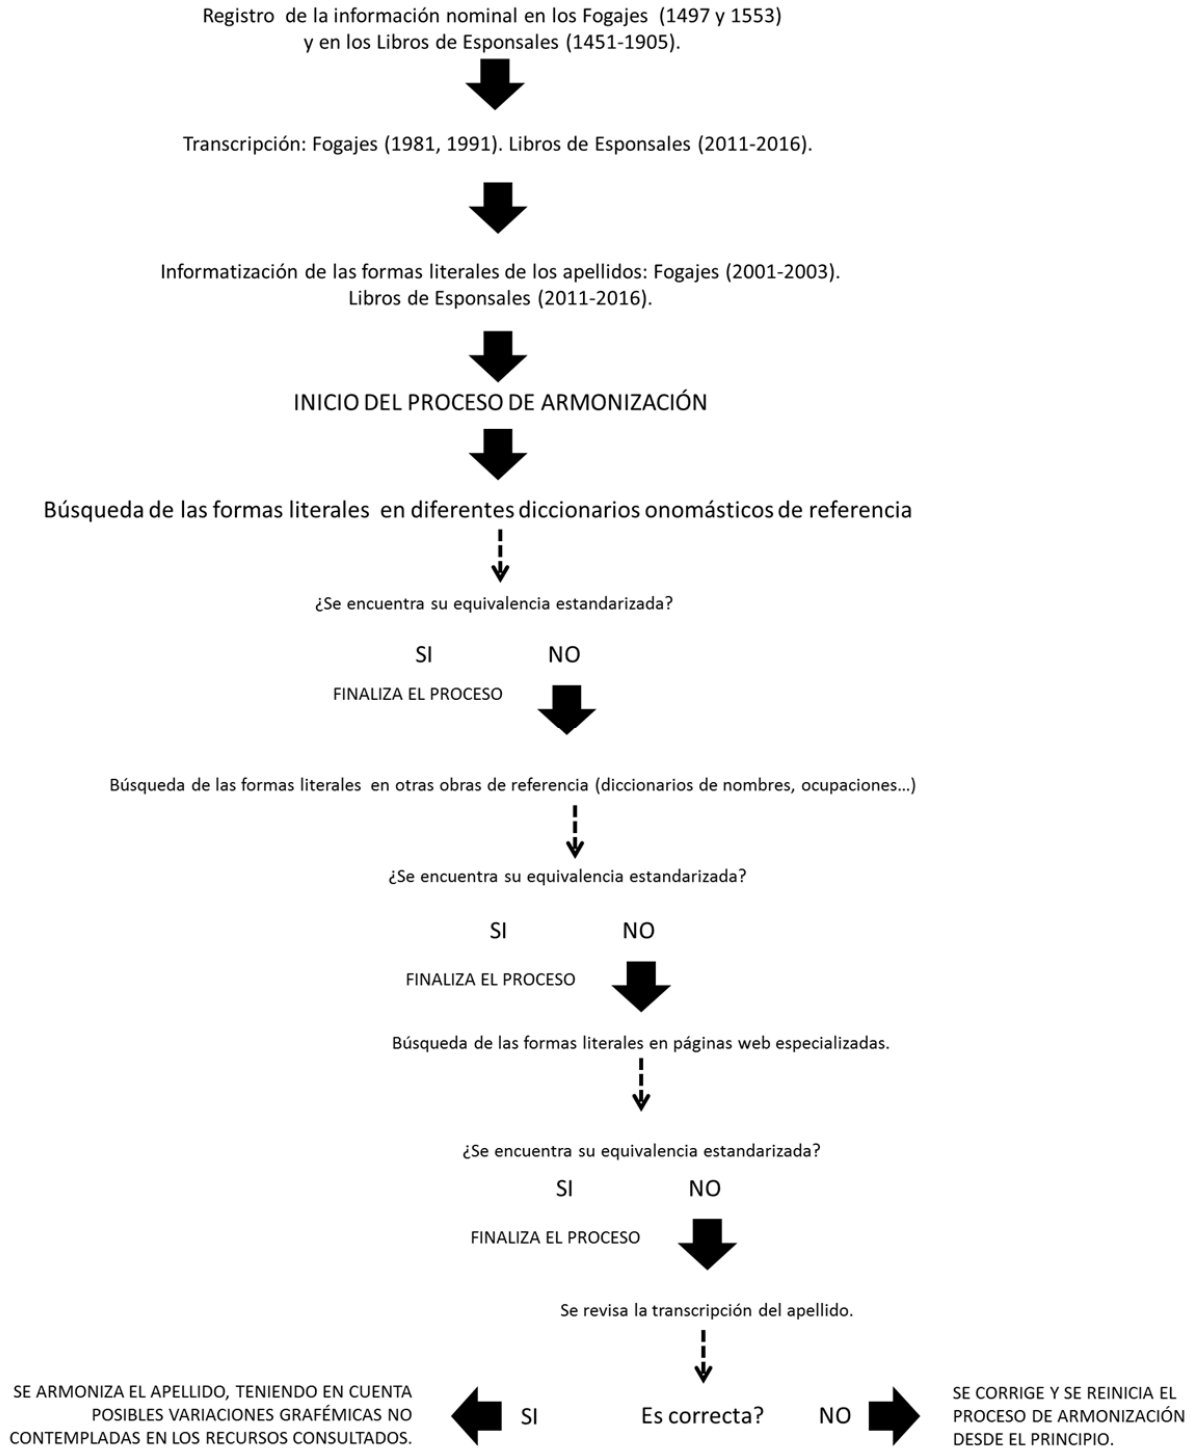 Registro de la información nominal en los Fogajes (1497 y 1553)
y en los Libros de Esponsales (1451-1905).
Transcripción: Fogajes (1981, 1991). Libros de Esponsales (2011-2016).
Informatización de las formas literales de los apellidos: Fogajes (2001-2003).
Libros de Esponsales (2011-2016).
INICIO DEL PROCESO DE ARMONIZACIÓN
Búsqueda de las formas literales en diferentes diccionarios onomásticos de referencia
¿Se encuentra su equivalencia estandarizada?
SI NO
FINALIZA EL PROCESO
Búsqueda de las formas literales en otras obras de referencia (diccionarios de nombres, ocupaciones...)
¿Se encuentra su equivalencia estandarizada?
SI NO
FINALIZA EL PROCESO
Búsqueda de las formas literales en páginas web especializadas.
¿Se encuentra su equivalencia estandarizada?
SI NO
FINALIZA EL PROCESO
Se revisa la transcripción del apellido.
SE ARMONIZA EL APELLIDO, TENIENDO EN CUENTA
POSIBLES VARIACIONES GRAFÉMICAS NO
CONTEMPLADAS EN LOS RECURSOS CONSULTADOS.
SI Es correcta? NO
SE CORRIGE Y SE REINICIA EL
PROCESO DE ARMONIZACIÓN
DESDE EL PRINCIPIO.